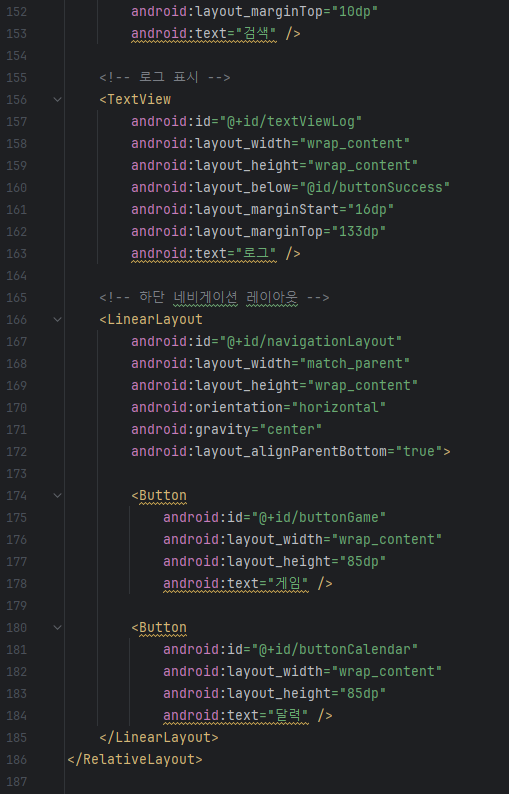 152 android:layout_marginTop="10dp"
153 android:text="검색" />
154
155 <!-- 로그 표시 -->
156 <TextView
157 android:id="@+id/textViewLog"
158 android:layout_width="wrap_content"
159 android:layout_height="wrap_content"
160 android:layout_below="@id/buttonSuccess"
161 android:layout_marginStart="16dp"
162 android:layout_marginTop="133dp"
163 android:text="로그" />
164
165 <!-- 하단 네비게이션 레이아웃 -->
166 <LinearLayout
167 android:id="@+id/navigationLayout"
168 android:layout_width="match_parent"
169 android:layout_height="wrap_content"
170 android:orientation="horizontal"
171 android:gravity="center"
172 android:layout_alignParentBottom="true">
173
174 <Button
175 android:id="@+id/buttonGame"
176 android:layout_width="wrap_content"
177 android:layout_height="85dp"
178 android:text="게임" />
179
180 <Button
181 android:id="@+id/buttonCalendar"
182 android:layout_width="wrap_content"
183 android:layout_height="85dp"
184 android:text="달력" />
185 </LinearLayout>
186 </RelativeLayout>
187